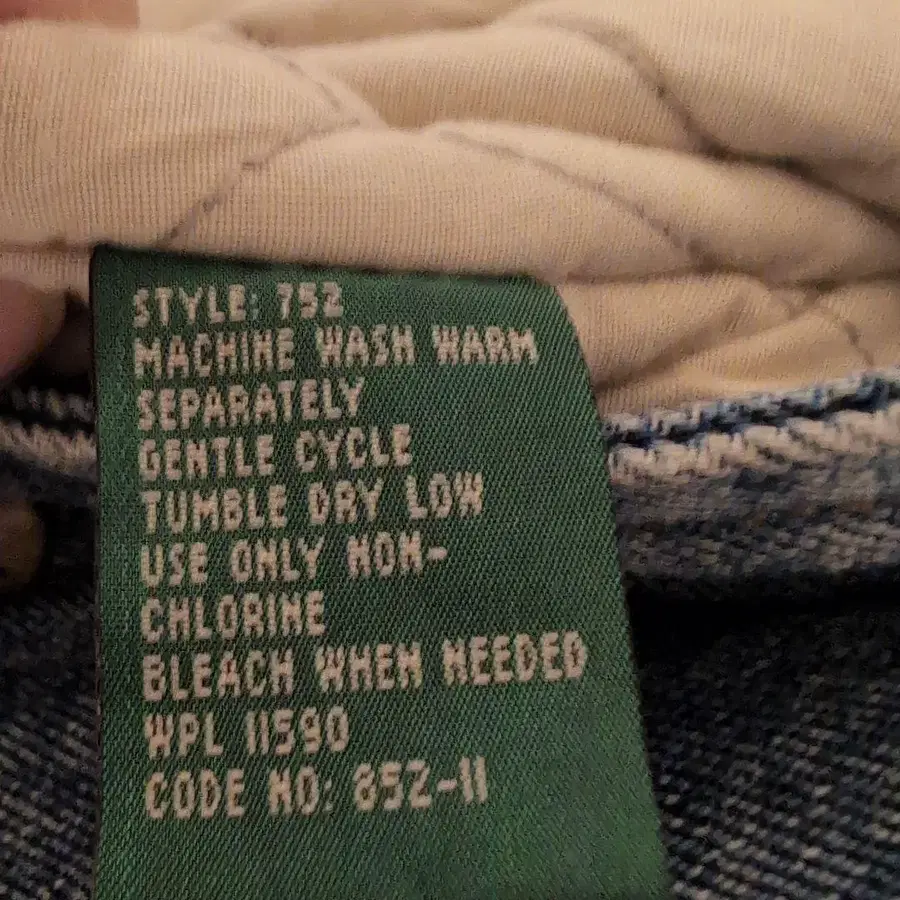 STYLE: 752
MACHINE WASH WARM
SEPARATELY
GENTLE CYCLE
TUMBLE DRY LOW
USE ONLY NON-
CHLORINE
BLEACH WHEN NEEDED
WPL 11590
CODE NO: 852-11